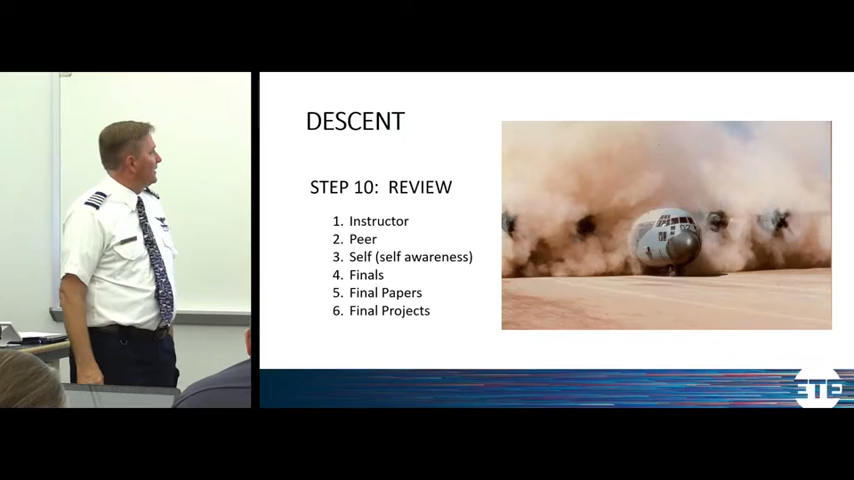 DESCENT
STEP 10: REVIEW
1. Instructor
2. Peer
3. Self (self awareness)
4. Finals
5. Final Papers
6. Final Projects
ETE